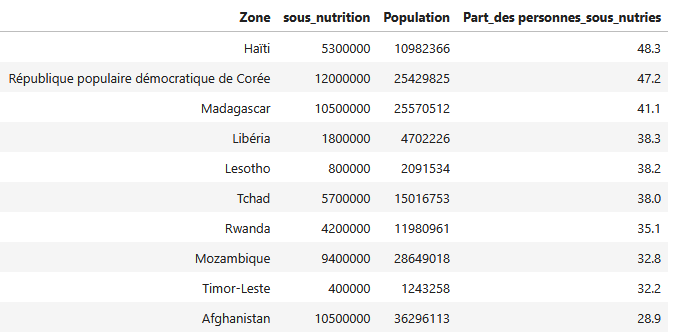 Zone sous_nutrition Population Part_des personnes_sous_nutries
Haïti 5300000 10982366 48.3
République populaire démocratique de Corée 12000000 25429825 47.2
Madagascar 10500000 25570512 41.1
Libéria 1800000 4702226 38.3
Lesotho 800000 2091534 38.2
Tchad 5700000 15016753 38.0
Rwanda 4200000 11980961 35.1
Mozambique 9400000 28649018 32.8
Timor-Leste 400000 1243258 32.2
Afghanistan 10500000 36296113 28.9